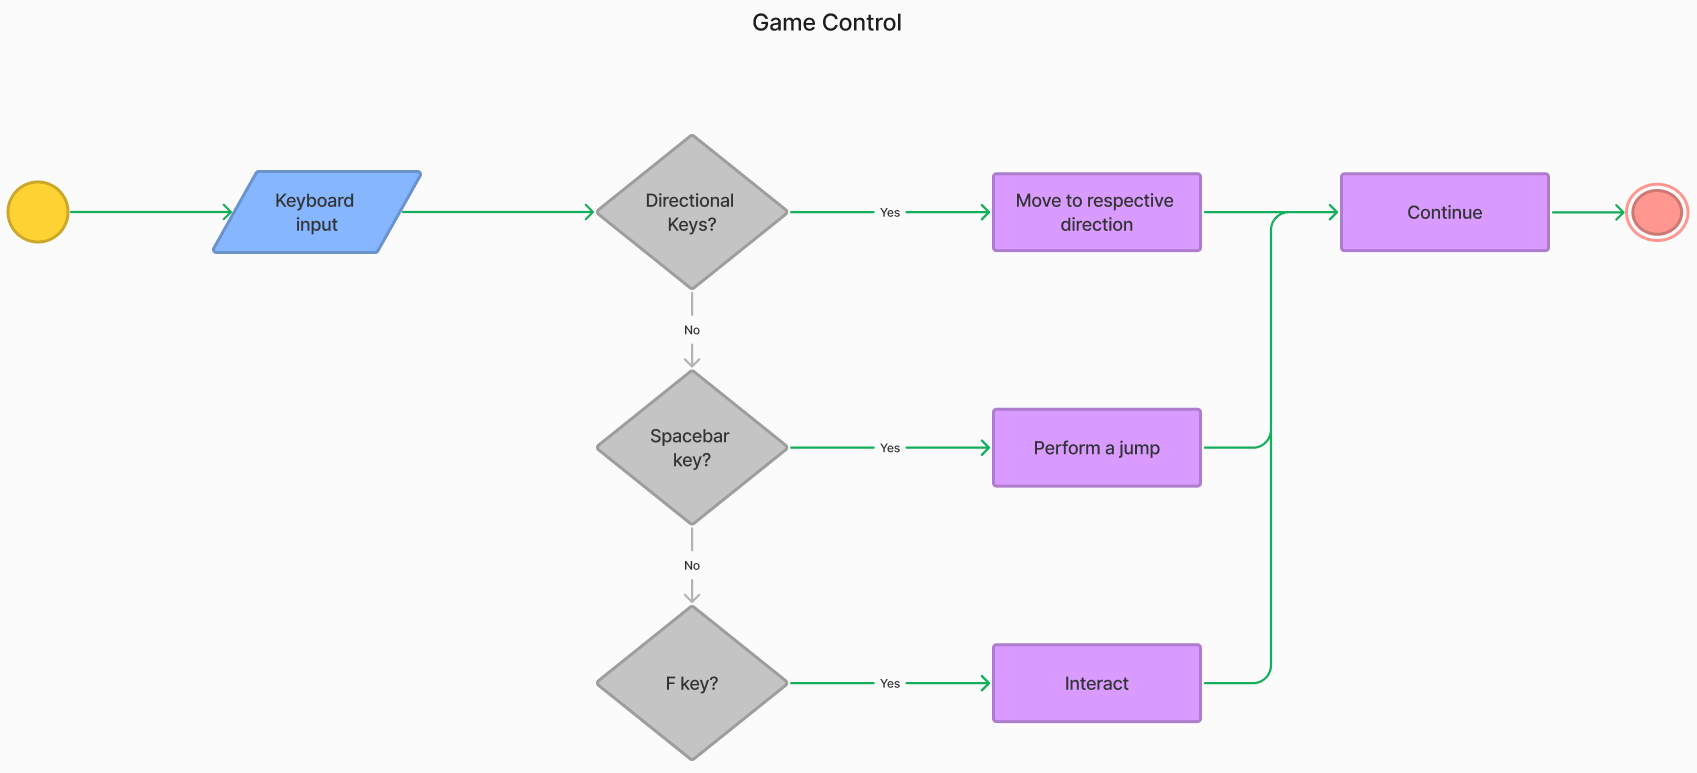 Game Control
Keyboard
input
Directional
Keys?
Yes
Move to respective
direction
Continue
No
Spacebar
key?
Yes
Perform a jump
No
F key?
Yes
Interact